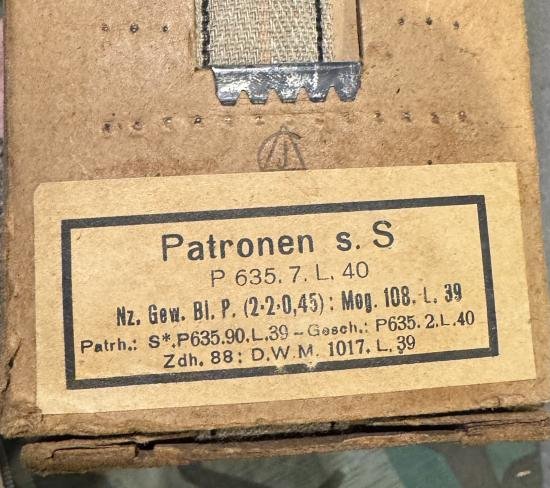 Patronen s. S
P 635. 7. L. 40
Nz. Gew. Bl. P. (2·2·0,45) : Mog. 108. L. 39
Patrh.: S*, P635. 90. L. 39 – Gesch.: P635. 2. L. 40
Zdh. 88 : D. W. M. 1017. L. 39